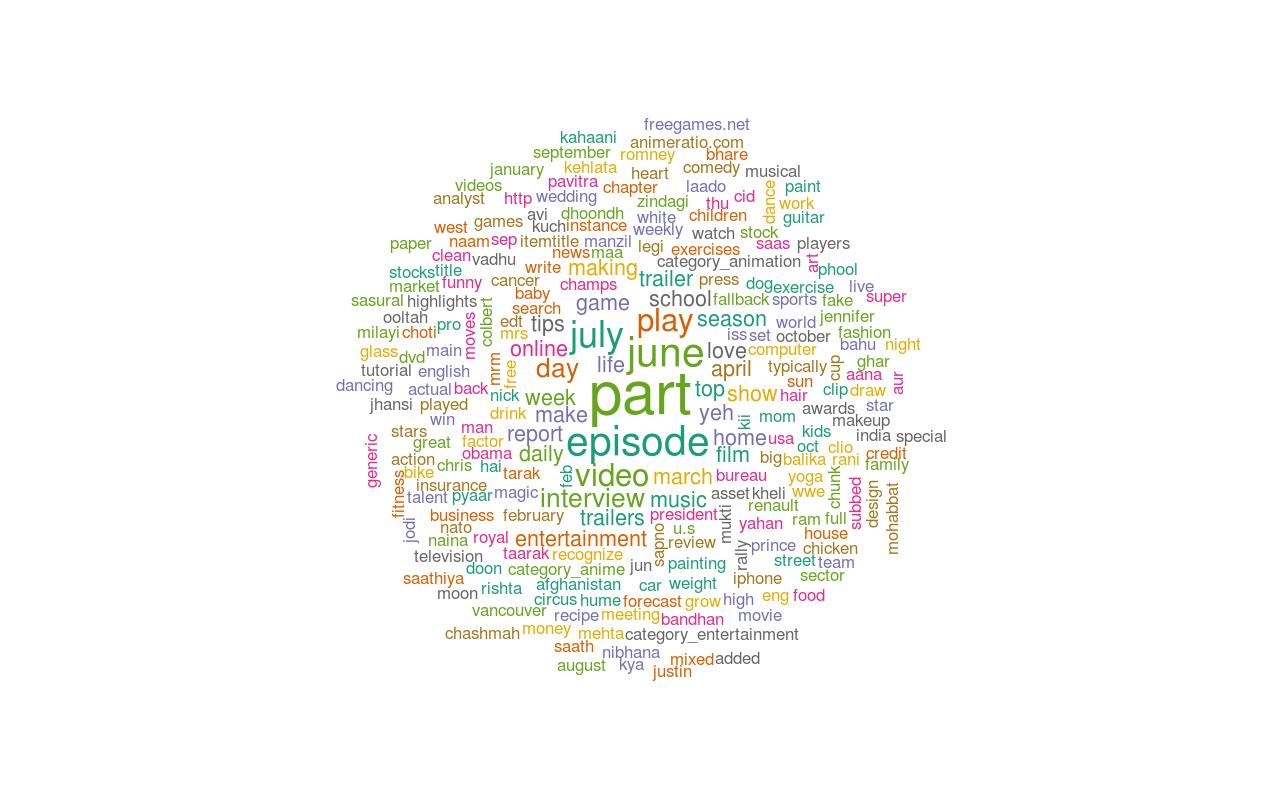 freegames.net
kahaani animeratio.com
september romney bhare
january kehlata heart comedy musical
videos pavitra chapter laado dance paint
analyst http wedding zindagi thu cid work
avi dhoondh white children guitar
west games kuch instance weekly watch stock
paper naam sep itemtitle manzil legi exercises saas players
clean vadhu news maa category_animation art
stocks title write making trailer press dog phool
market funny cancer champs exercise live
sasural highlights baby game school fallback sports fake super
ooltah colbert search
milayi choti pro moves edt tips july play season world jennifer
mrs iss set october fashion
glass dvd main online june love computer bahu night
tutorial english mrm free day life april typically cup ghar
dancing actual back sun aana aur
jhansi played nick week part top show hair clip draw
win drink make yeh kii mom awards star
stars man report makeup
great factor episode home usa kids india special
obama daily film oct clio credit
generic action chris hai tarak big balika rani family
bike feb video march bureau yoga chunk
fitness insurance
talent pyaar magic interview music asset kheli wwe subbed design mohabbat
business february trailers president mukti renault
jodi nato u.s yahan ram full
naina royal entertainment sapno review rally prince house
television taarak recognize chicken
doon category_anime jun painting street team
saathiya rishta afghanistan car weight iphone sector
moon circus hume forecast grow high eng food
vancouver recipe meeting bandhan movie
chashmah money mehta category_entertainment
saath nibhana mixed added
august kya justin